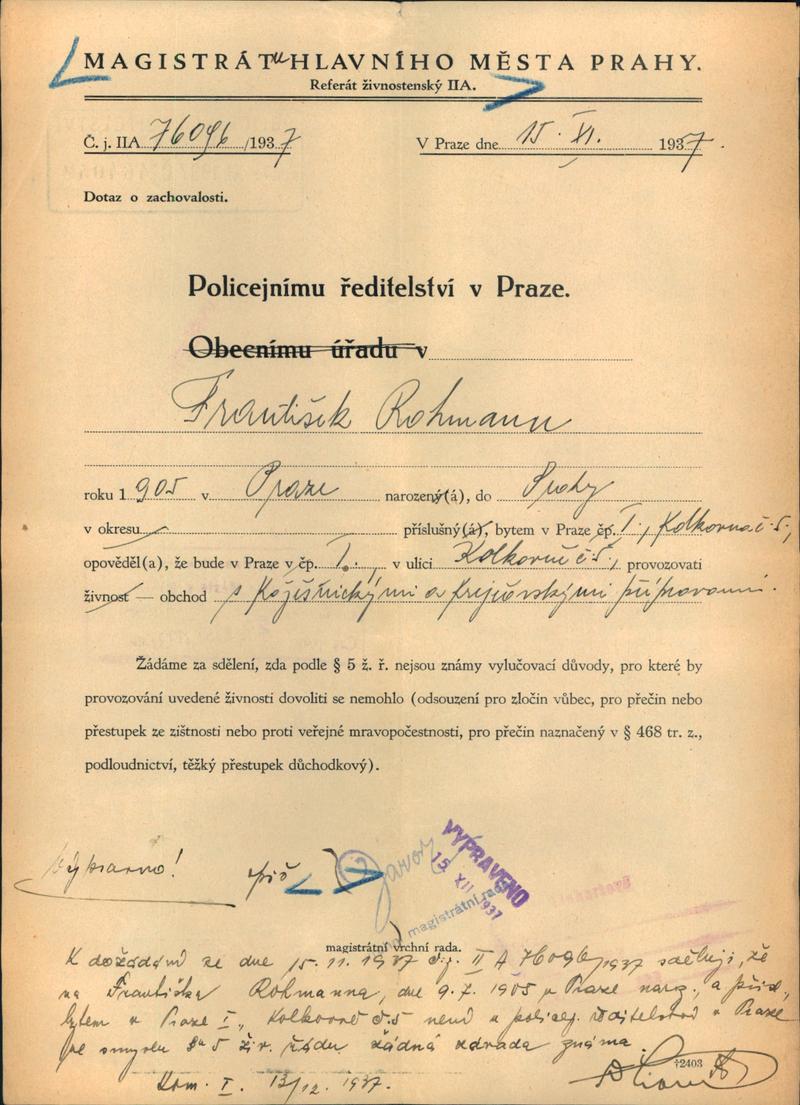 MAGISTRÁTu HLAVNÍHO MĚSTA PRAHY.
Referát živnostenský IIA.
Č. j. IIA 76096 /1937
V Praze dne 15. XI. 1937.
Dotaz o zachovalosti.
Policejnímu ředitelství v Praze.
Obecnímu úřadu v
František Rohmann
roku 1905 v Praze narozený(á), do Prahy
v okresu příslušný(á), bytem v Praze čp. I., Kolkovna č. 5.,
opověděl(a), že bude v Praze v čp. I., v ulici Kolkovně č. 5., provozovati
živnost — obchod s kožišnickými a krejčovskými přípravami.
Žádáme za sdělení, zda podle § 5 ž. ř. nejsou známy vylučovací důvody, pro které by
provozování uvedené živnosti dovoliti se nemohlo (odsouzení pro zločin vůbec, pro přečin nebo
přestupek ze zištnosti nebo proti veřejné mravopočestnosti, pro přečin naznačený v § 468 tr. z.,
podloudnictví, těžký přestupek důchodkový).
VYPRAVENO
15. XII. 1937
magistrátní rada
magistrátní vrchní rada.
K dožádání ze dne 15. 11. 1937 č.j. II A 76096/1937 sděluji, že
na Františka Rohmanna, dne 9. 7. 1905 v Praze naroz., a přísl.,
bytem v Praze I., Kolkovně č. 5 není u policej. ředitelství v Praze
ve smyslu § 5 živ. řádu žádná závada známa.
Kom. I. 13/12. 1937.
†2403